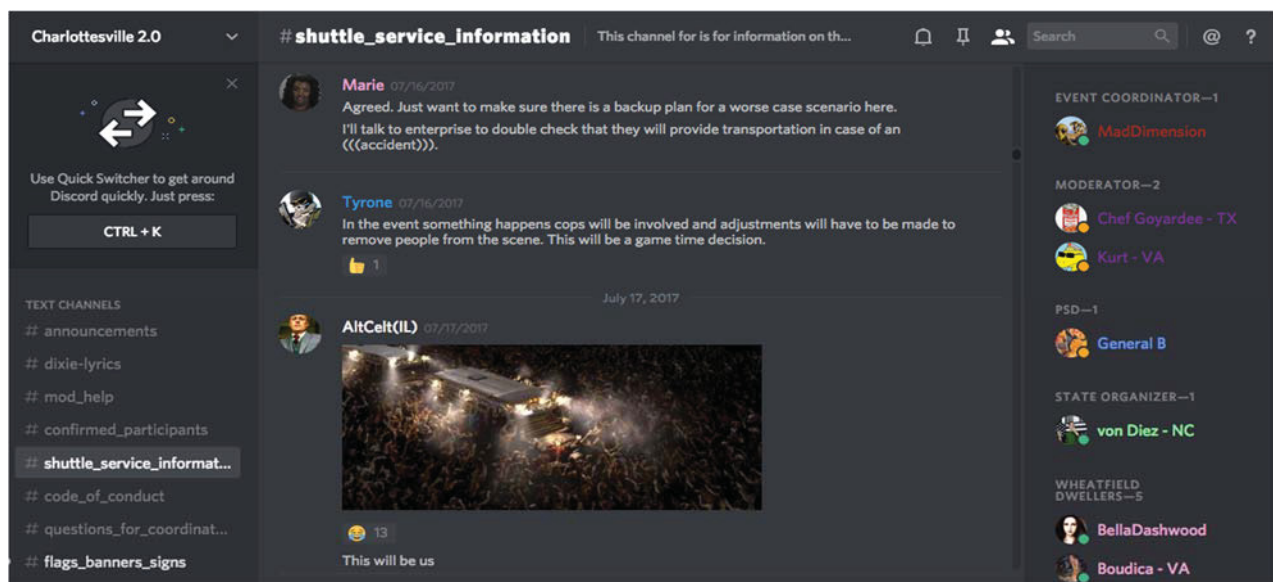 Charlottesville 2.0
Use Quick Switcher to get around
Discord quickly. Just press:
CTRL + K
TEXT CHANNELS
# announcements
# dixie-lyrics
# mod_help
# confirmed_participants
# shuttle_service_informat...
# code_of_conduct
# questions_for_coordinat...
# flags_banners_signs
#shuttle_service_information
This channel for is for information on th...
Search
@
?
Marie 07/16/2017
Agreed. Just want to make sure there is a backup plan for a worse case scenario here.
I'll talk to enterprise to double check that they will provide transportation in case of an
(((accident))).
Tyrone 07/16/2017
In the event something happens cops will be involved and adjustments will have to be made to
remove people from the scene. This will be a game time decision.
👍 1
July 17, 2017
AltCelt(IL) 07/17/2017
😂 13
This will be us
EVENT COORDINATOR—1
MadDimension
MODERATOR—2
Chef Goyardee - TX
Kurt - VA
PSD—1
General B
STATE ORGANIZER—1
von Diez - NC
WHEATFIELD
DWELLERS—5
BellaDashwood
Boudica - VA